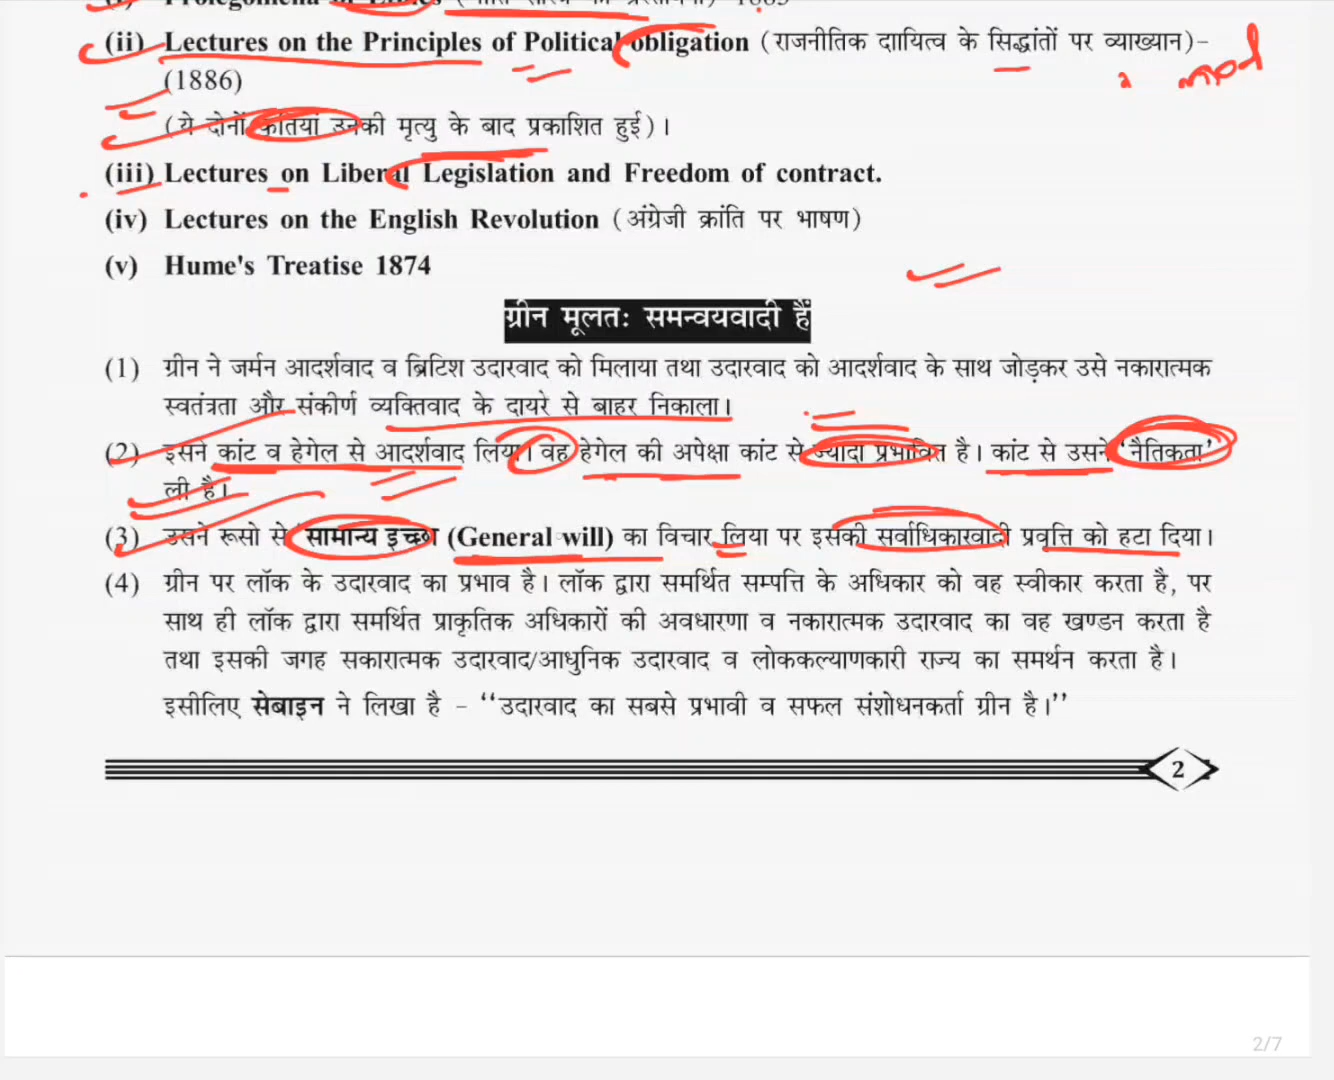 (ii) Lectures on the Principles of Political obligation (राजनीतिक दाायित्व के सिद्धांतों पर व्याख्यान)-
(1886)
(ये दोनों कृतियां उनकी मृत्यु के बाद प्रकाशित हुई)।
(iii) Lectures on Liberal Legislation and Freedom of contract.
(iv) Lectures on the English Revolution (अंग्रेजी क्रांति पर भाषण)
(v) Hume's Treatise 1874
ग्रीन मूलतः समन्वयवादी हैं
(1) ग्रीन ने जर्मन आदर्शवाद व ब्रिटिश उदारवाद को मिलाया तथा उदारवाद को आदर्शवाद के साथ जोड़कर उसे नकारात्मक
स्वतंत्रता और संकीर्ण व्यक्तिवाद के दायरे से बाहर निकाला।
(2) इसने कांट व हेगेल से आदर्शवाद लिया। वह हेगेल की अपेक्षा कांट से ज्यादा प्रभावित है। कांट से उसने 'नैतिकता'
ली है।
(3) उसने रूसो से सामान्य इच्छा (General will) का विचार लिया पर इसकी सर्वाधिकारवादी प्रवृत्ति को हटा दिया।
(4) ग्रीन पर लॉक के उदारवाद का प्रभाव है। लॉक द्वारा समर्थित सम्पत्ति के अधिकार को वह स्वीकार करता है, पर
साथ ही लॉक द्वारा समर्थित प्राकृतिक अधिकारों की अवधारणा व नकारात्मक उदारवाद का वह खण्डन करता है
तथा इसकी जगह सकारात्मक उदारवाद/आधुनिक उदारवाद व लोककल्याणकारी राज्य का समर्थन करता है।
इसीलिए सेबाइन ने लिखा है - ‘‘उदारवाद का सबसे प्रभावी व सफल संशोधनकर्ता ग्रीन है।’’
2
2/7